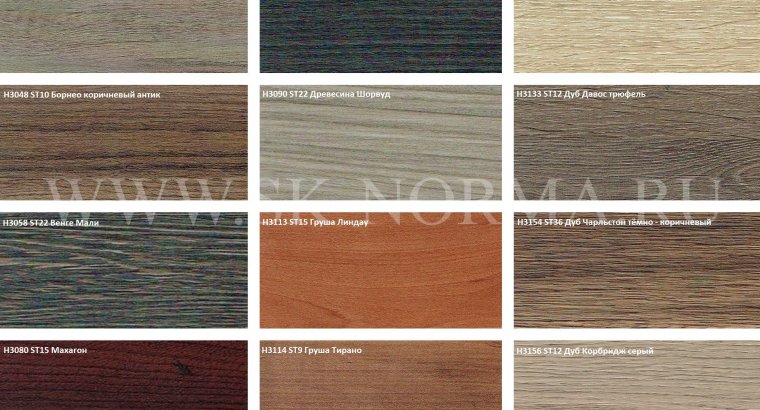 H3048 ST10 Борнео коричневый антик
H3090 ST22 Древесина Шорвуд
H3133 ST12 Дуб Давос трюфель
WWW.SK-NORMA.RU
H3058 ST22 Венге Мали
H3113 ST15 Груша Линдау
H3154 ST36 Дуб Чарльстон тёмно - коричневый
H3080 ST15 Махагон
H3114 ST9 Груша Тирано
H3156 ST12 Дуб Корбридж серый